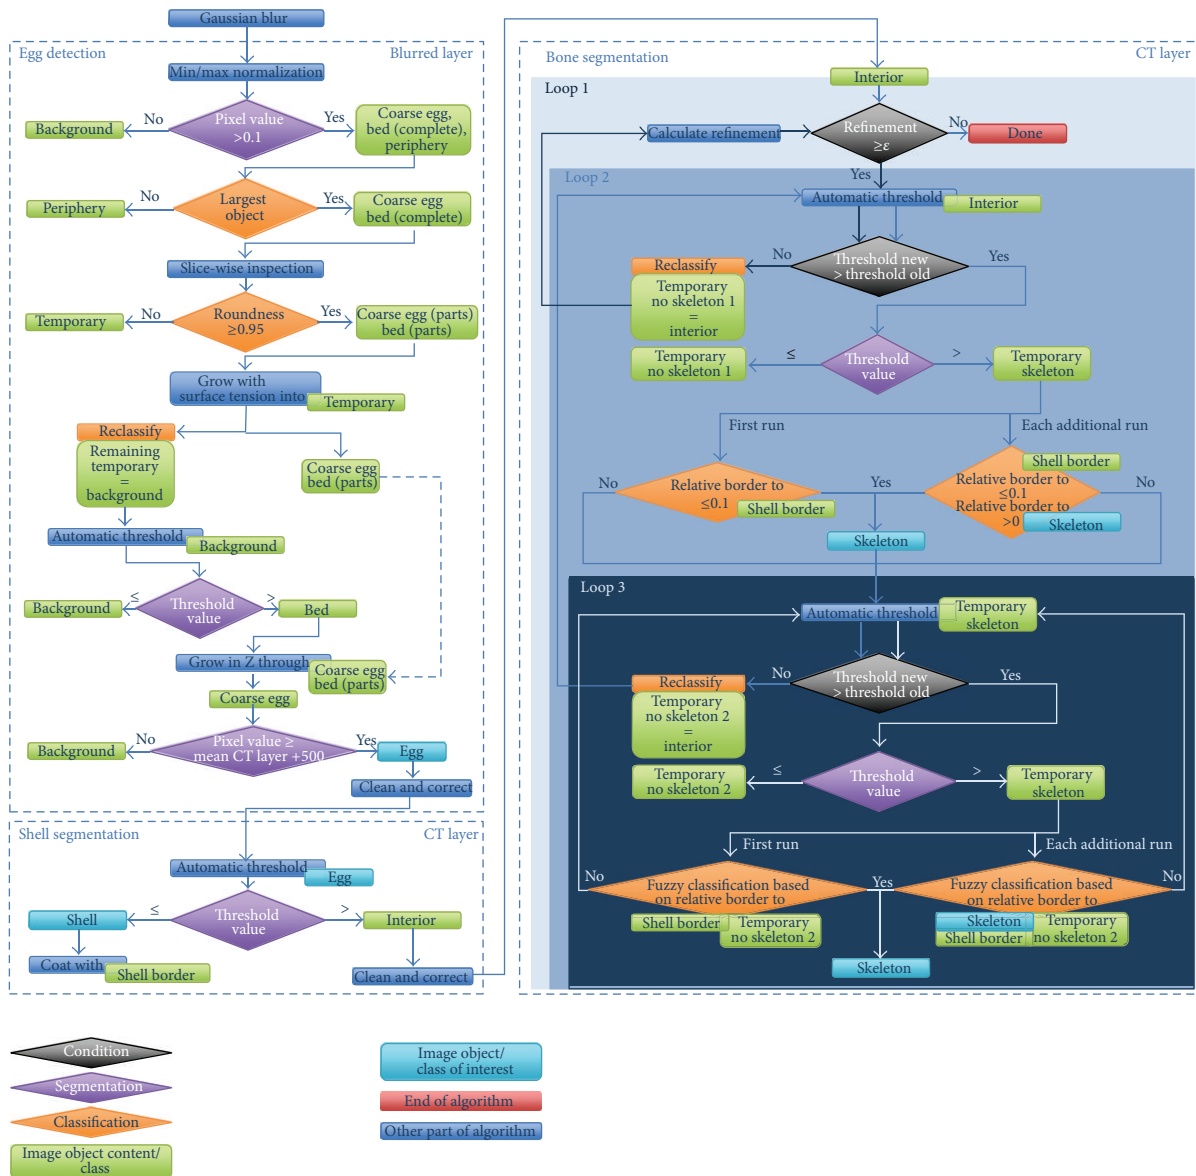 Gaussian blur
Egg detection
Blurred layer
Min/max normalization
Pixel value
>0.1
No
Yes
Background
Coarse egg,
bed (complete),
periphery
Largest
object
No
Yes
Periphery
Coarse egg
bed (complete)
Slice-wise inspection
Roundness
≥0.95
No
Yes
Temporary
Coarse egg (parts)
bed (parts)
Grow with
surface tension into
Temporary
Reclassify
Remaining
temporary
=
background
Coarse egg
bed (parts)
Automatic threshold
Background
Threshold
value
≤
>
Background
Bed
Grow in Z through
Coarse egg
bed (parts)
Coarse egg
Pixel value ≥
mean CT layer +500
No
Yes
Background
Egg
Clean and correct
Shell segmentation
CT layer
Automatic threshold
Egg
Threshold
value
≤
>
Shell
Interior
Coat with
Shell border
Clean and correct
Bone segmentation
CT layer
Interior
Loop 1
Calculate refinement
Refinement
≥ε
No
Done
Yes
Loop 2
Automatic threshold
Interior
Threshold new
> threshold old
No
Yes
Reclassify
Temporary
no skeleton 1
=
interior
Temporary
no skeleton 1
≤
Threshold
value
>
Temporary
skeleton
First run
Each additional run
Shell border
No
Relative border to
≤0.1
Shell border
Yes
Relative border to
≤0.1
Relative border to
>0
Skeleton
No
Skeleton
Loop 3
Automatic threshold
Temporary
skeleton
Threshold new
> threshold old
No
Yes
Reclassify
Temporary
no skeleton 2
=
interior
Temporary
no skeleton 2
≤
Threshold
value
>
Temporary
skeleton
First run
Each additional run
No
Fuzzy classification based
on relative border to
Shell border
Temporary
no skeleton 2
Yes
Fuzzy classification based
on relative border to
Skeleton
Shell border
Temporary
no skeleton 2
No
Skeleton
Condition
Segmentation
Classification
Image object content/
class
Image object/
class of interest
End of algorithm
Other part of algorithm